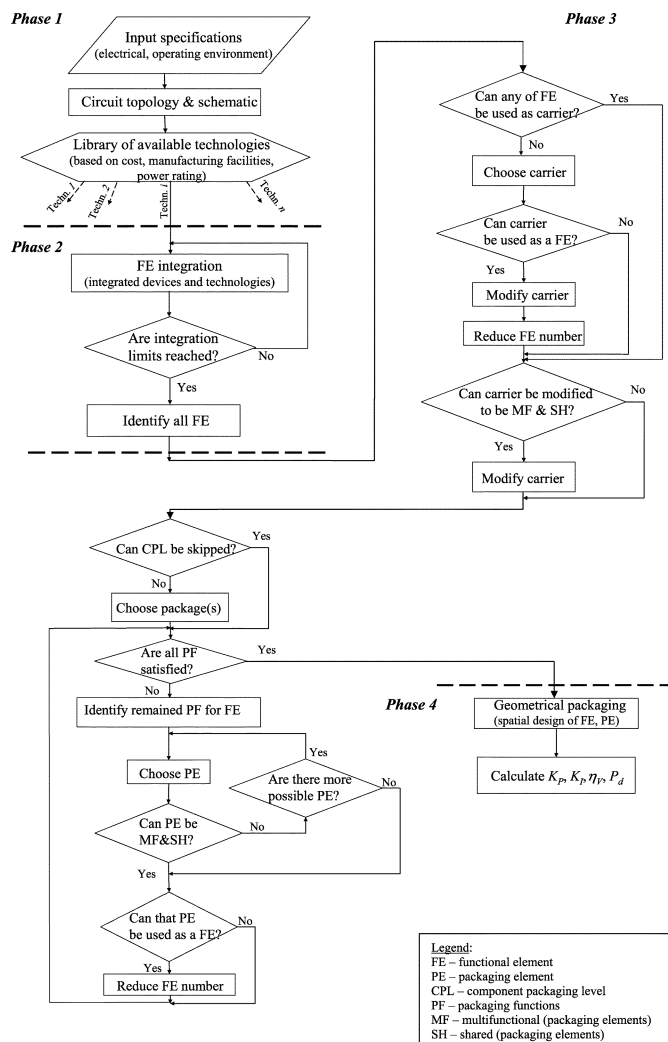 Phase 1
Input specifications
(electrical, operating environment)
Circuit topology & schematic
Library of available technologies
(based on cost, manufacturing facilities,
power rating)
Techn. 1
Techn. 2
Techn. i
Techn. n
Phase 2
FE integration
(integrated devices and technologies)
Are integration
limits reached?
No
Yes
Identify all FE
Phase 3
Can any of FE
be used as carrier?
Yes
No
Choose carrier
Can carrier
be used as a FE?
No
Yes
Modify carrier
Reduce FE number
Can carrier be modified
to be MF & SH?
No
Yes
Modify carrier
Can CPL be skipped?
Yes
No
Choose package(s)
Are all PF
satisfied?
Yes
No
Identify remained PF for FE
Choose PE
Yes
Are there more
possible PE?
No
Can PE be
MF&SH?
No
Yes
Can that PE
be used as a FE?
No
Yes
Reduce FE number
Phase 4
Geometrical packaging
(spatial design of FE, PE)
Calculate K_P, K_I, η_V, P_d
Legend:
FE – functional element
PE – packaging element
CPL – component packaging level
PF – packaging functions
MF – multifunctional (packaging elements)
SH – shared (packaging elements)